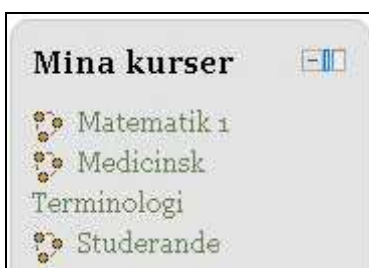 Mina kurser
Matematik 1
Medicinsk
Terminologi
Studerande